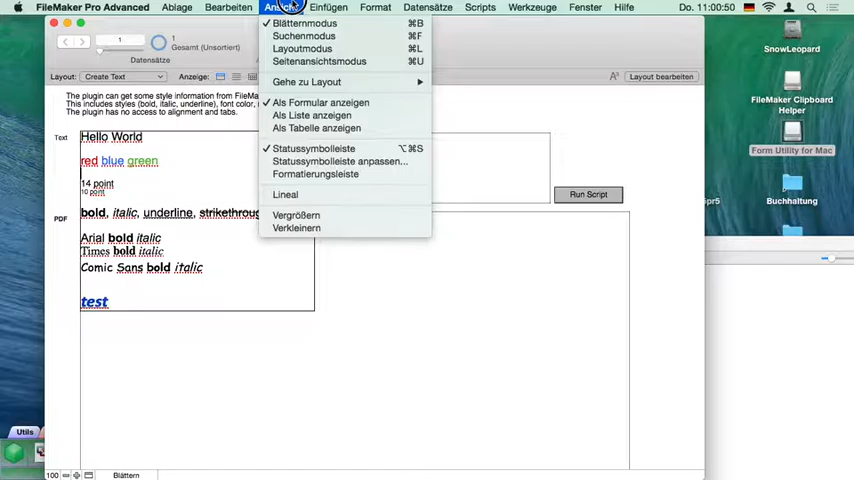 FileMaker Pro Advanced Ablage Bearbeiten Ansicht Einfügen Format Datensätze Scripts Werkzeuge Fenster Hilfe Do. 11:00:50
1
Gesamt (Unsortiert)
Datensätze
Layout: Create Text Anzeige: Layout bearbeiten
The plugin can get some style information from
This includes styles (bold, italic, underline), font color,
The plugin has no access to alignment and tabs.
Blätternmodus ⌘B
Suchenmodus ⌘F
Layoutmodus ⌘L
Seitenansichtsmodus ⌘U
Gehe zu Layout
Als Formular anzeigen
Als Liste anzeigen
Als Tabelle anzeigen
Statussymbolleiste ⌥⌘S
Statussymbolleiste anpassen...
Formatierungsleiste
Lineal
Vergrößern
Verkleinern
Text
Hello World
red blue green
14 point
10 point
PDF
bold, italic, underline,
Arial bold italic
Times bold italic
Comic Sans bold italic
test
Run Script
SnowLeopard
FileMaker Clipboard
Helper
Form Utility for Mac
Buchhaltung
Utils
100 Blättern